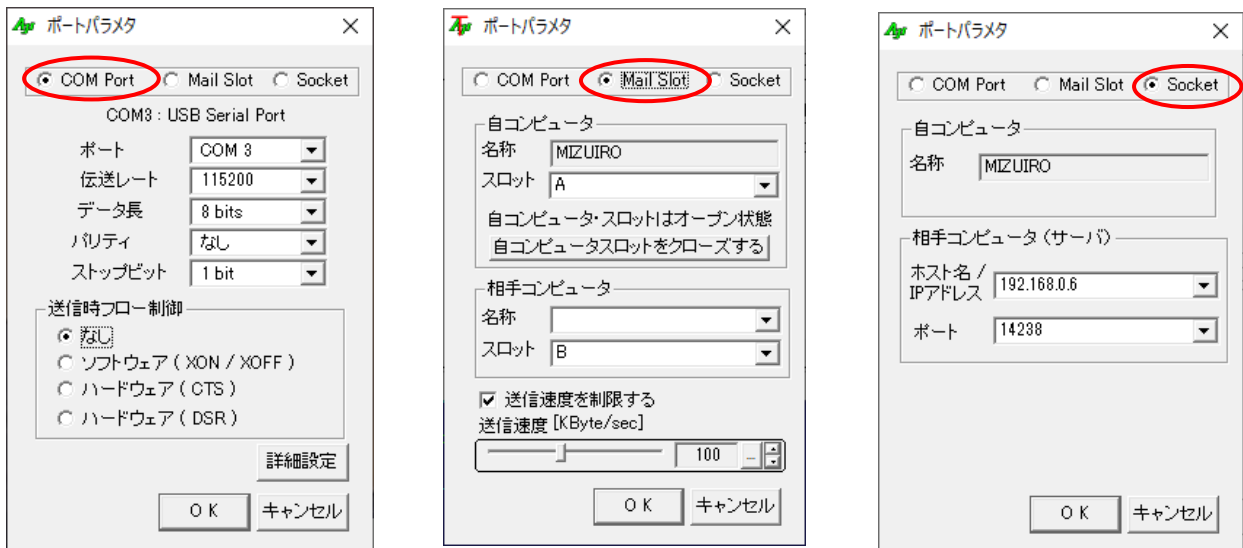 ポートパラメタ
COM Port Mail Slot Socket
COM3 : USB Serial Port
ポート COM 3
伝送レート 115200
データ長 8 bits
パリティ なし
ストップビット 1 bit
送信時フロー制御
なし
ソフトウェア ( XON / XOFF )
ハードウェア ( CTS )
ハードウェア ( DSR )
詳細設定
O K キャンセル
ポートパラメタ
COM Port Mail Slot Socket
自コンピュータ
名称 MIZUIRO
スロット A
自コンピュータ・スロットはオープン状態
自コンピュータスロットをクローズする
相手コンピュータ
名称
スロット B
送信速度を制限する
送信速度 [KByte/sec]
100
O K キャンセル
ポートパラメタ
COM Port Mail Slot Socket
自コンピュータ
名称 MIZUIRO
相手コンピュータ (サーバ)
ホスト名 /
IPアドレス 192.168.0.6
ポート 14238
O K キャンセル